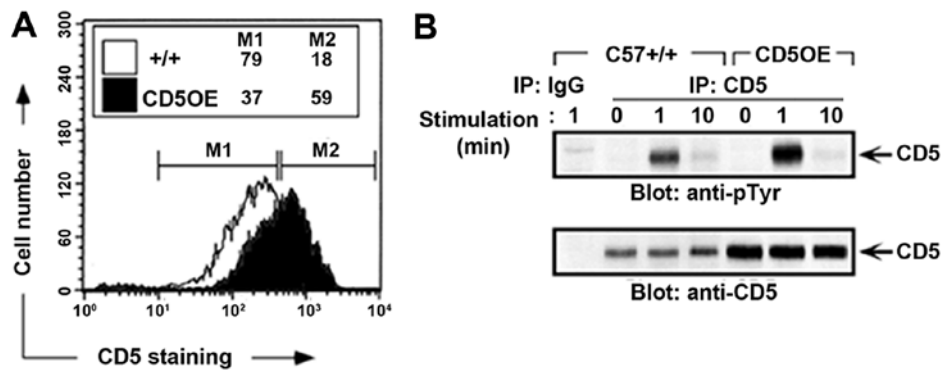 A
300
240
180
120
60
0
Cell number
M1 M2
+/+ 79 18
CD5OE 37 59
M1 M2
10⁰ 10¹ 10² 10³ 10⁴
CD5 staining
B
C57+/+ CD5OE
IP: IgG IP: CD5
Stimulation : 1 0 1 10 0 1 10
(min)
CD5
Blot: anti-pTyr
CD5
Blot: anti-CD5